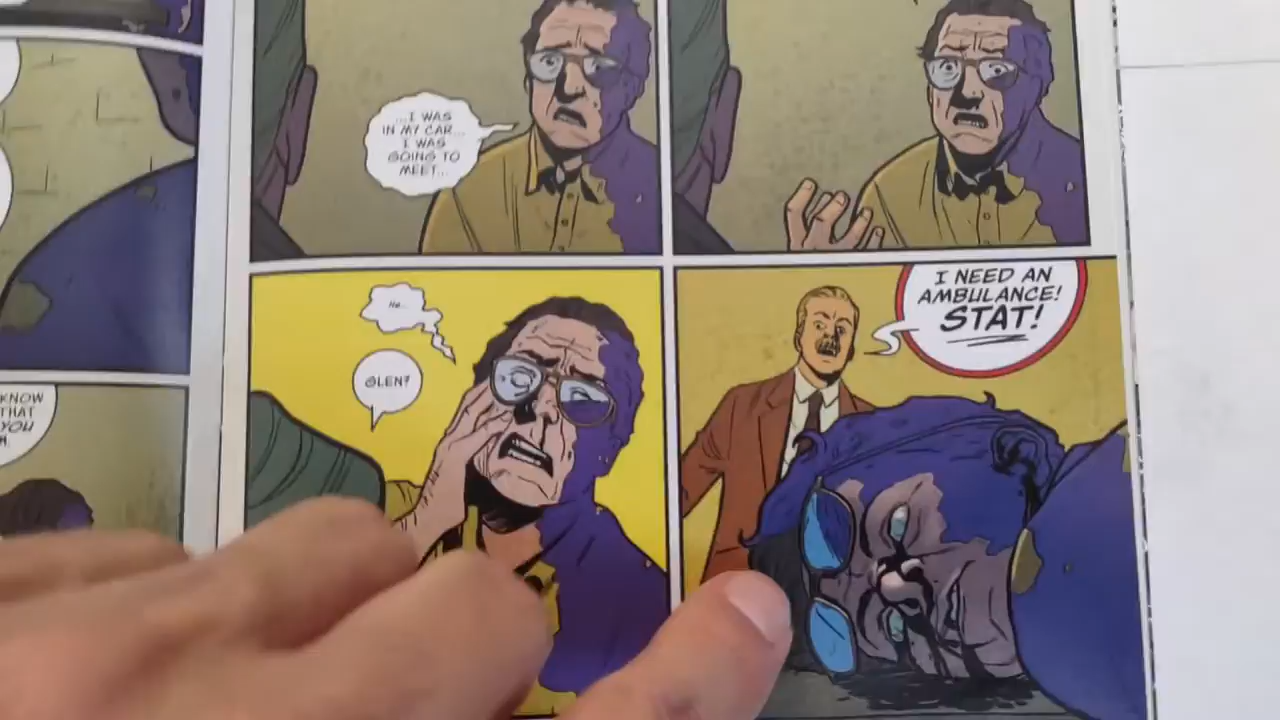 ...I WAS
IN MY CAR...
I WAS
GOING TO
MEET...
KNOW
THAT
YOU
GLEN?
I NEED AN
AMBULANCE!
STAT!